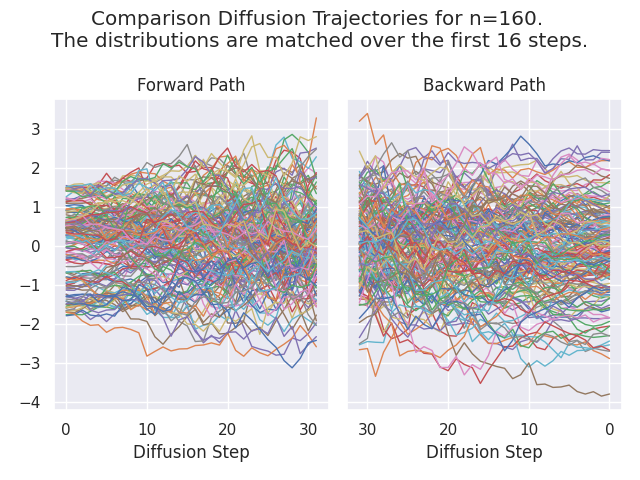 Comparison Diffusion Trajectories for n=160.
The distributions are matched over the first 16 steps.
Forward Path
Backward Path
3
2
1
0
−1
−2
−3
−4
0 10 20 30
30 20 10 0
Diffusion Step
Diffusion Step